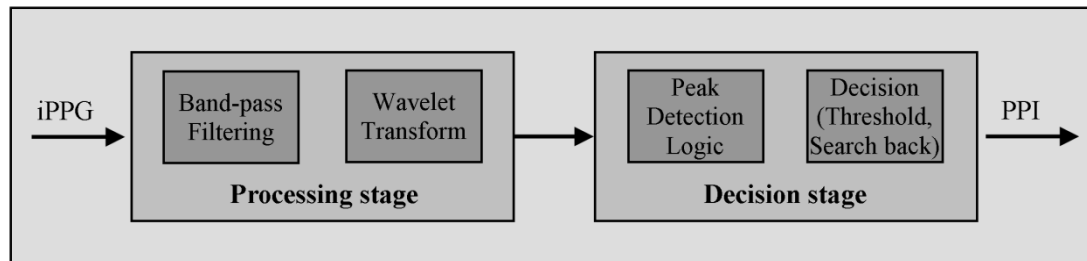 iPPG
Band-pass
Filtering
Wavelet
Transform
Processing stage
Peak
Detection
Logic
Decision
(Threshold,
Search back)
Decision stage
PPI